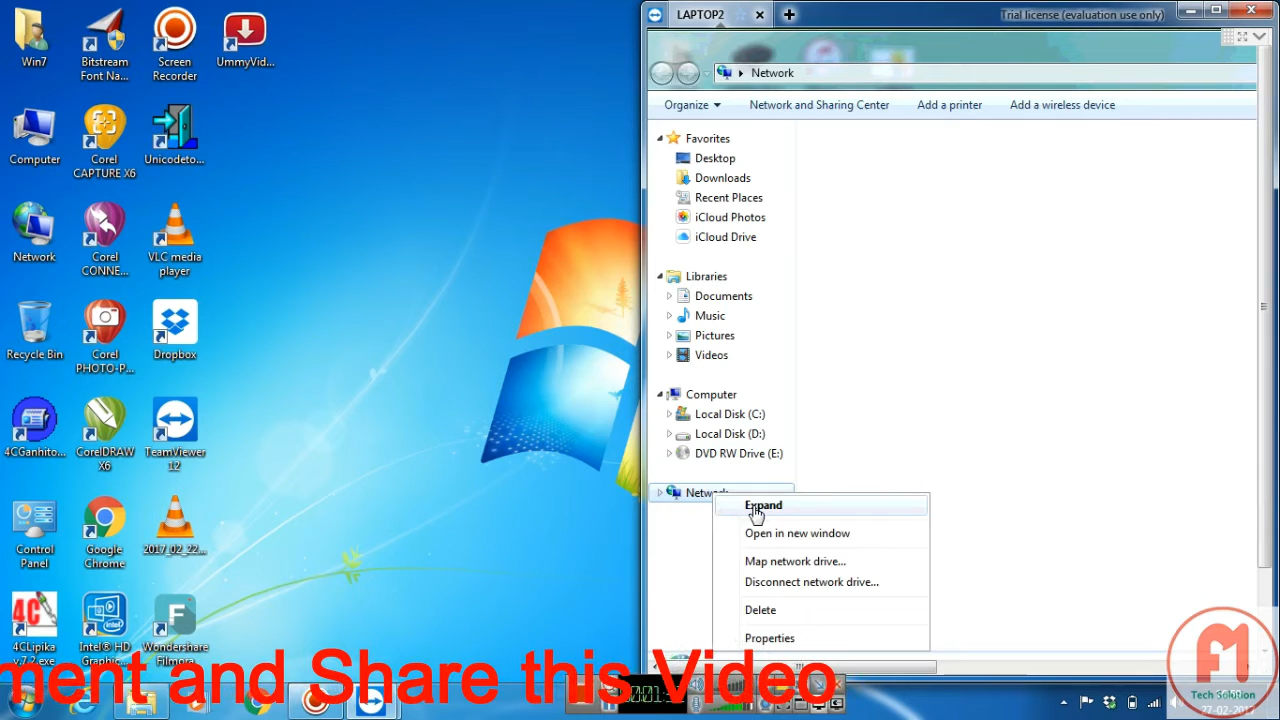 Win7
Bitstream
Font Na...
Screen
Recorder
UmmyVid...
Computer
Corel
CAPTURE X6
Unicodeto...
Network
Corel
CONNE...
VLC media
player
Recycle Bin
Corel
PHOTO-P...
Dropbox
4CGanhito...
CorelDRAW
X6
TeamViewer
12
Control
Panel
Google
Chrome
2017_02_22...
4CLipika
v.7.2.exe
Intel® HD
Graphic...
Wondershare
Filmora
LAPTOP2
Trial license (evaluation use only)
Network
Organize
Network and Sharing Center
Add a printer
Add a wireless device
Favorites
Desktop
Downloads
Recent Places
iCloud Photos
iCloud Drive
Libraries
Documents
Music
Pictures
Videos
Computer
Local Disk (C:)
Local Disk (D:)
DVD RW Drive (E:)
Network
Expand
Open in new window
Map network drive...
Disconnect network drive...
Delete
Properties
ment and Share this Video
Tech Solution
27-02-2017